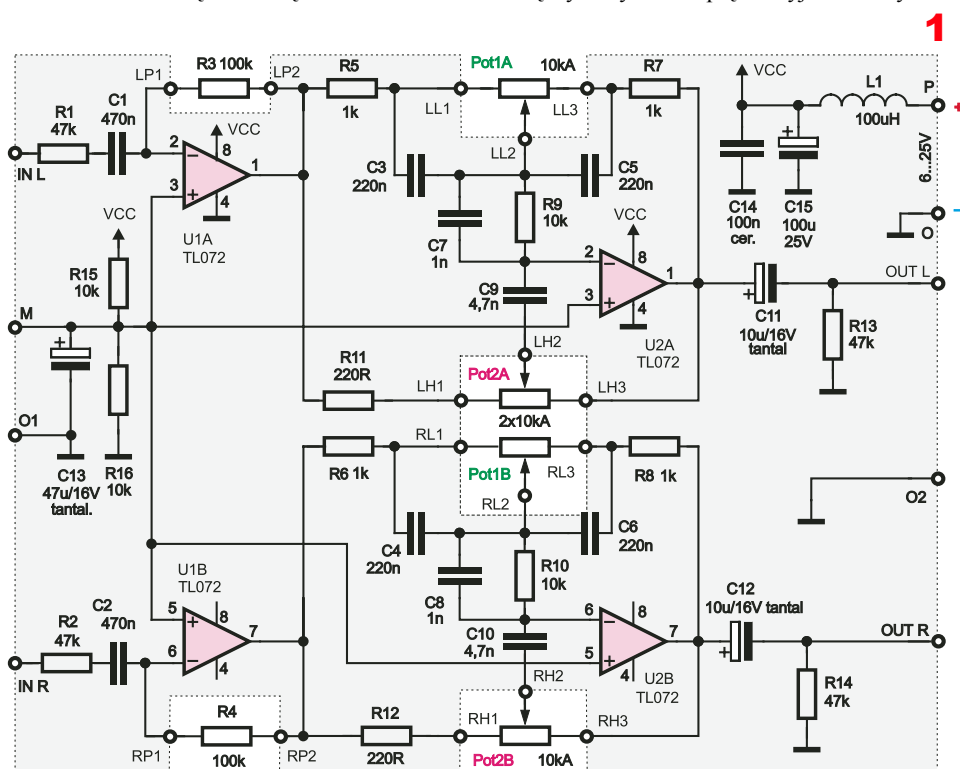 1
R3 100k
LP1
LP2
R5
1k
Pot1A
10kA
LL1
LL3
R7
1k
VCC
L1
100uH
P
6...25V
+
C1
470n
R1
47k
IN L
VCC
2
3
8
4
1
−
+
U1A
TL072
LL2
C3
220n
C5
220n
R9
10k
C7
1n
VCC
C14
100n
cer.
+
C15
100u
25V
−
O
VCC
R15
10k
C9
4,7n
2
3
8
4
1
−
+
U2A
TL072
OUT L
+
C11
10u/16V
tantal
R13
47k
M
+
O1
C13
47u/16V
tantal.
R16
10k
LH2
R11
220R
LH1
Pot2A
LH3
2x10kA
RL1
RL3
R6 1k
Pot1B
R8 1k
RL2
O2
C4
220n
C6
220n
R10
10k
C8
1n
U1B
TL072
5
6
8
4
7
+
−
R2
47k
C2
470n
IN R
C10
4,7n
6
5
8
4
7
−
+
U2B
TL072
C12
10u/16V tantal
+
OUT R
R14
47k
RH2
R4
100k
RP1
RP2
R12
220R
RH1
RH3
Pot2B
10kA